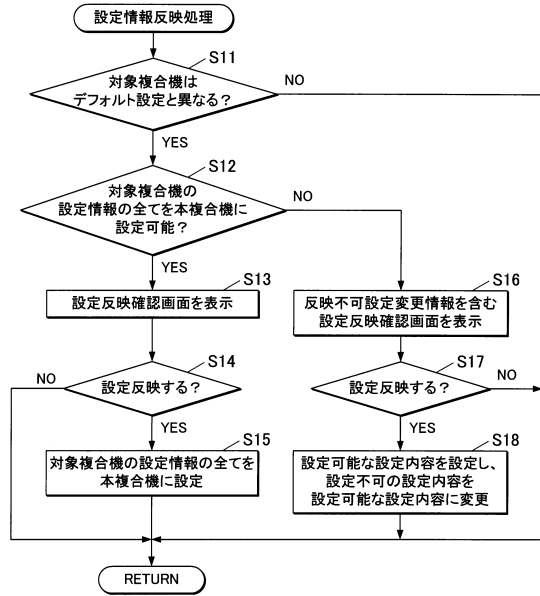 設定情報反映処理
S11
対象複合機は
デフォルト設定と異なる？
NO
YES
S12
対象複合機の
設定情報の全てを本複合機に
設定可能？
NO
YES
S13
設定反映確認画面を表示
S16
反映不可設定変更情報を含む
設定反映確認画面を表示
S14
設定反映する？
NO
YES
S17
設定反映する？
NO
YES
S15
対象複合機の設定情報の全てを
本複合機に設定
S18
設定可能な設定内容を設定し、
設定不可の設定内容を
設定可能な設定内容に変更
RETURN